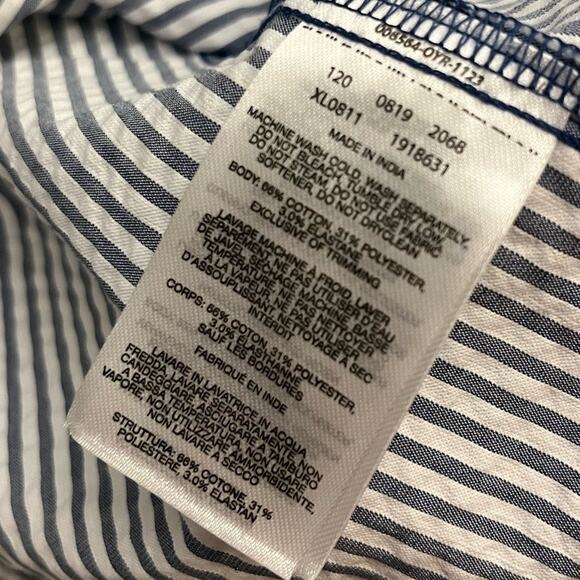 008564-OYR-1123
120 0819 2068
XL0811 1918631
MADE IN INDIA
MACHINE WASH COLD, WASH SEPARATELY.
DO NOT BLEACH, TUMBLE DRY LOW.
DO NOT STEAM, DO NOT USE FABRIC
SOFTENER, DO NOT DRYCLEAN
BODY: 66% COTTON, 31% POLYESTER,
3.0% ELASTANE
EXCLUSIVE OF TRIMMING
LAVAGE MACHINE A FROID, LAVER
SEPAREMENT, NE PAS UTILISER D'EAU
DE JAVEL, SECHAGE MACHINE, BASSE
TEMPERATURE, NE PAS UTILISER
A LA VAPEUR, NE PAS UTILISER
D'ASSOUPLISSANT, NETTOYAGE A SEC
INTERDIT
CORPS: 66% COTON, 31% POLYESTER,
3.0% ELASTHANNE
SAUF LES BORDURES
FABRIQUE EN INDE
LAVARE IN LAVATRICE IN ACQUA
FREDDA, LAVARE SEPARATAMENTE, NON
CANDEGGIARE, ASCIUGARE
A BASSA TEMPERATURA, NON USARE
VAPORE, NON UTILIZZARE AMMORBIDENTE,
NON LAVARE A SECCO
STRUTTURA: 66% COTONE, 31%
POLIESTERE, 3.0% ELASTAN